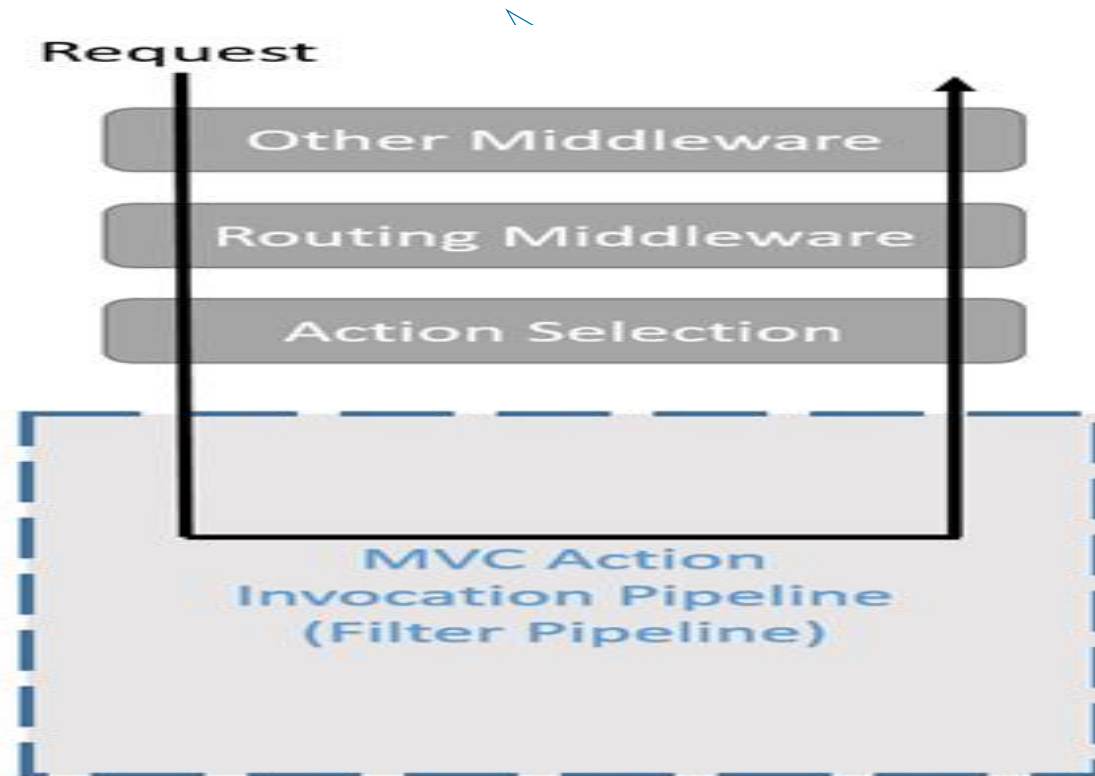 Request
Other Middleware
Routing Middleware
Action Selection
MVC Action
Invocation Pipeline
(Filter Pipeline)